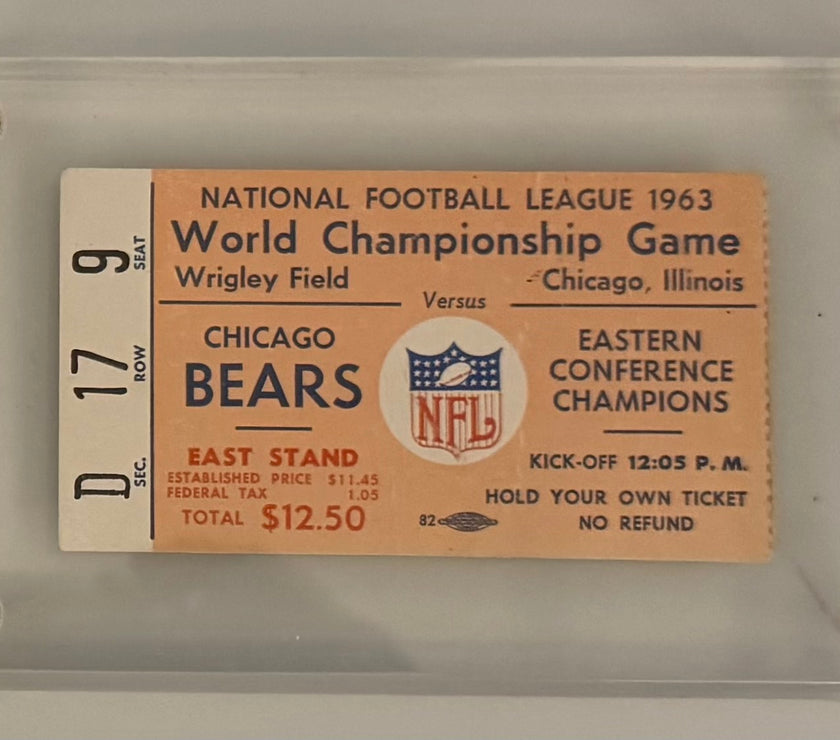 NATIONAL FOOTBALL LEAGUE 1963
World Championship Game
Wrigley Field Chicago, Illinois
Versus
CHICAGO
BEARS
EAST STAND
ESTABLISHED PRICE $11.45
FEDERAL TAX 1.05
TOTAL $12.50
NFL
82
EASTERN
CONFERENCE
CHAMPIONS
KICK-OFF 12:05 P. M.
HOLD YOUR OWN TICKET
NO REFUND
D SEC. 17 ROW 9 SEAT